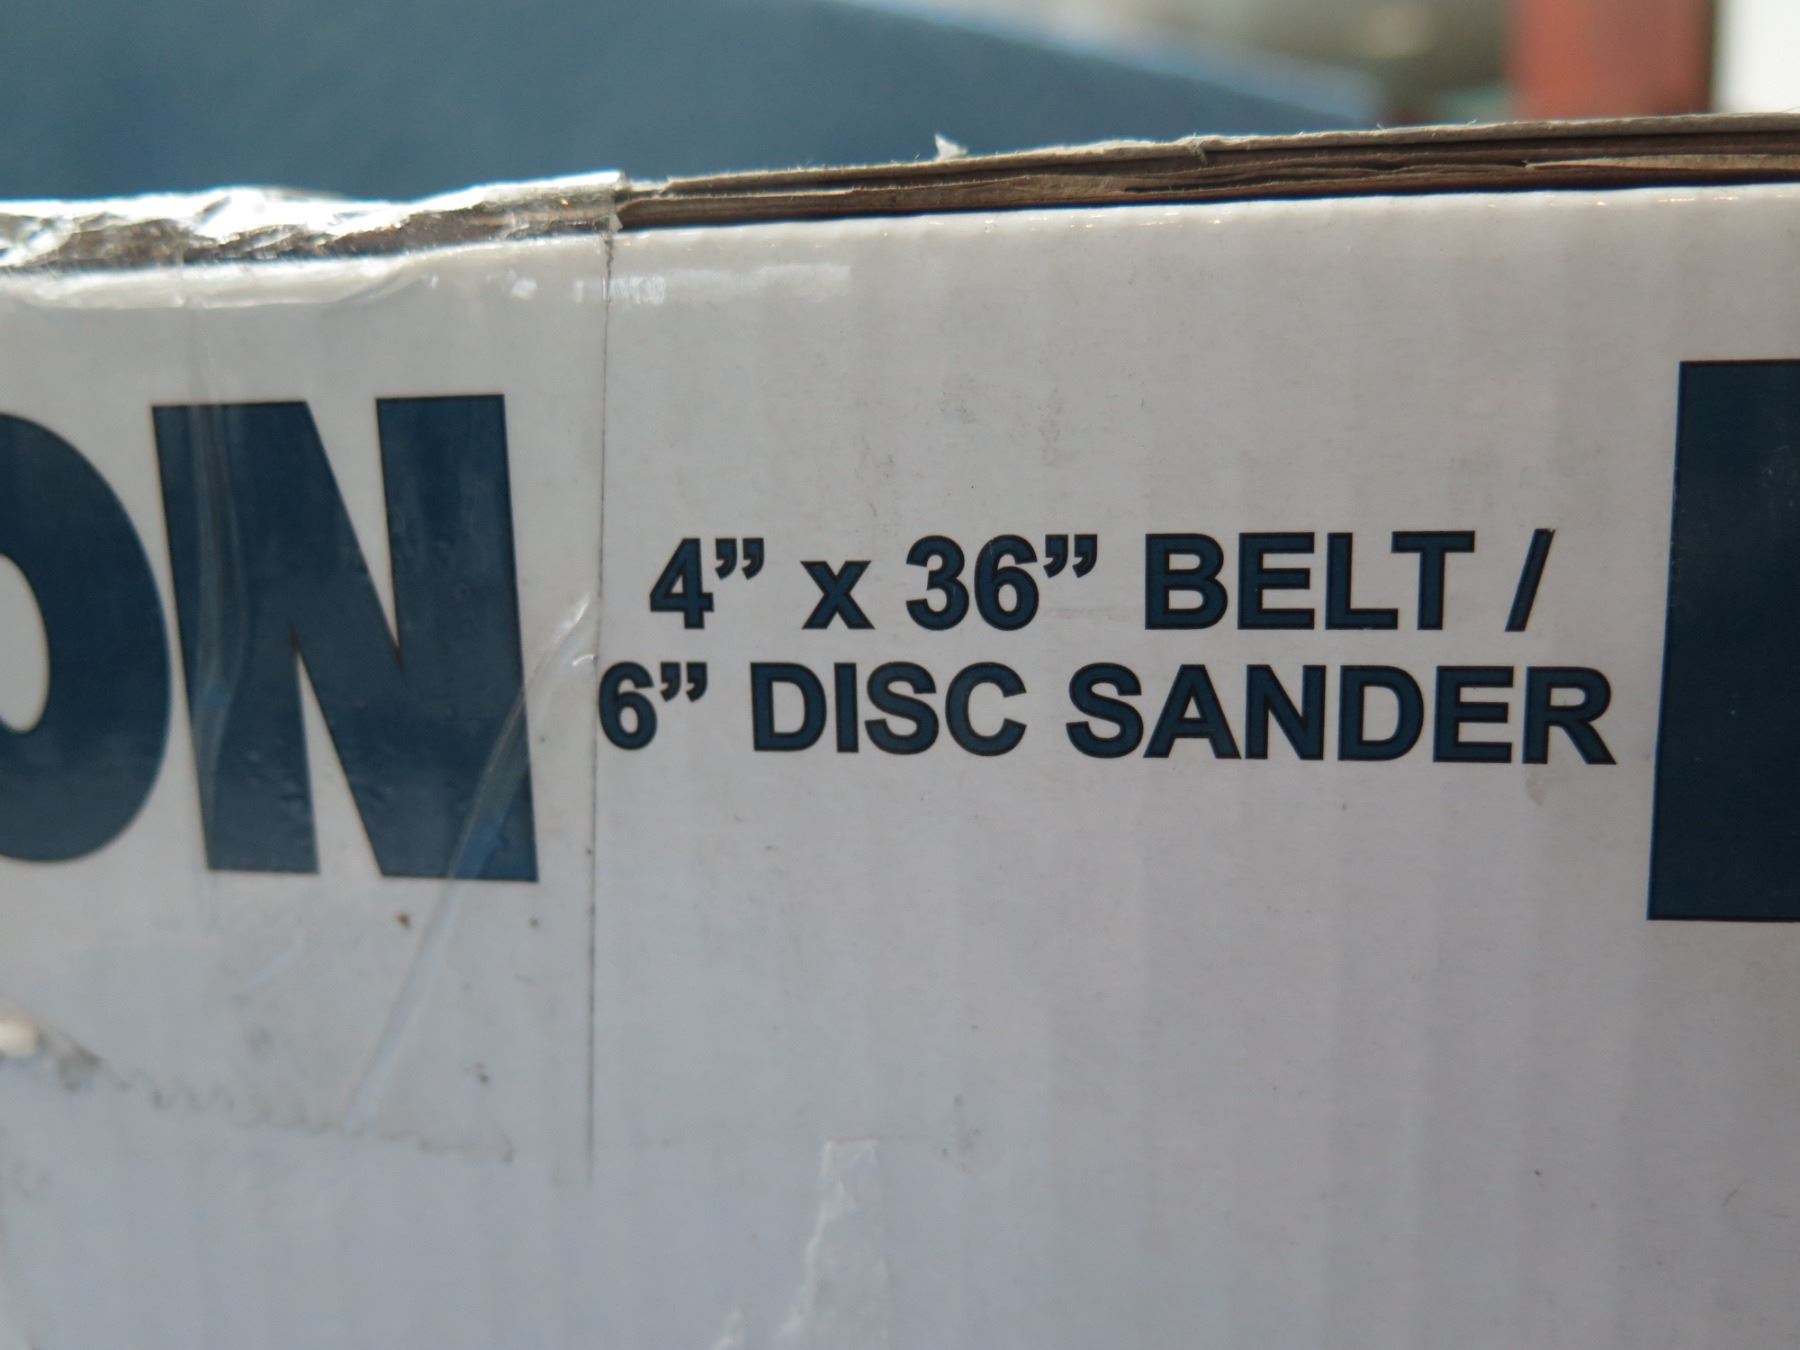 ON
4” x 36” BELT /
6” DISC SANDER